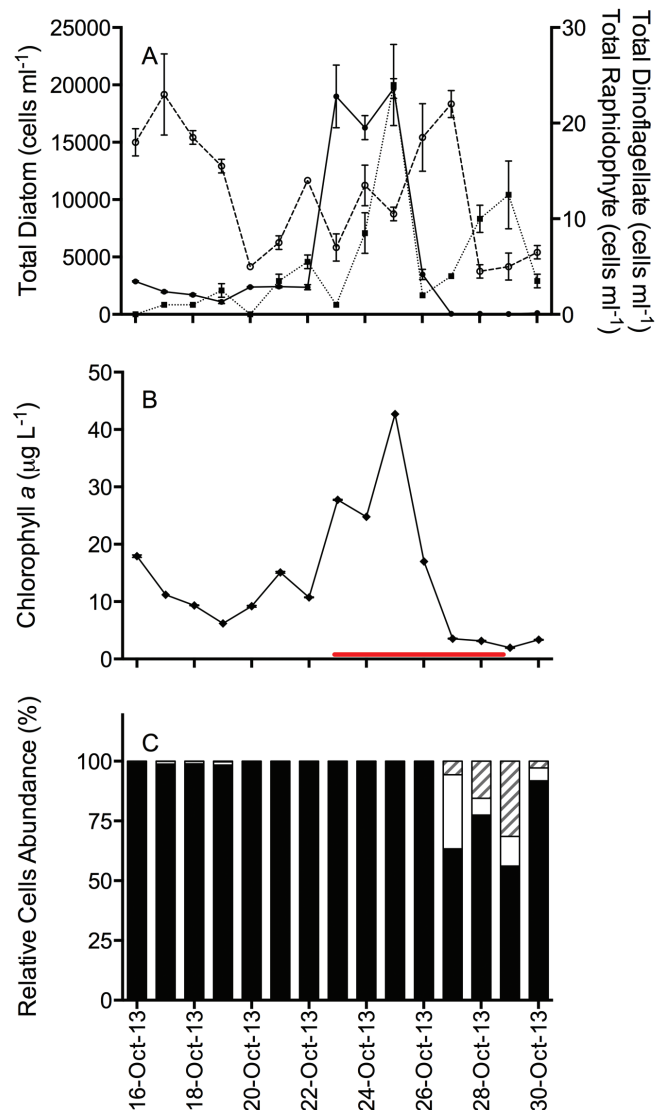 A
Total Diatom (cells ml-1)
25000
20000
15000
10000
5000
0
30
20
10
0
Total Dinoflagellate (cells ml-1)
Total Raphidophyte (cells ml-1)
B
Chlorophyll a (µg L-1)
50
40
30
20
10
0
C
Relative Cells Abundance (%)
100
75
50
25
0
16-Oct-13
18-Oct-13
20-Oct-13
22-Oct-13
24-Oct-13
26-Oct-13
28-Oct-13
30-Oct-13